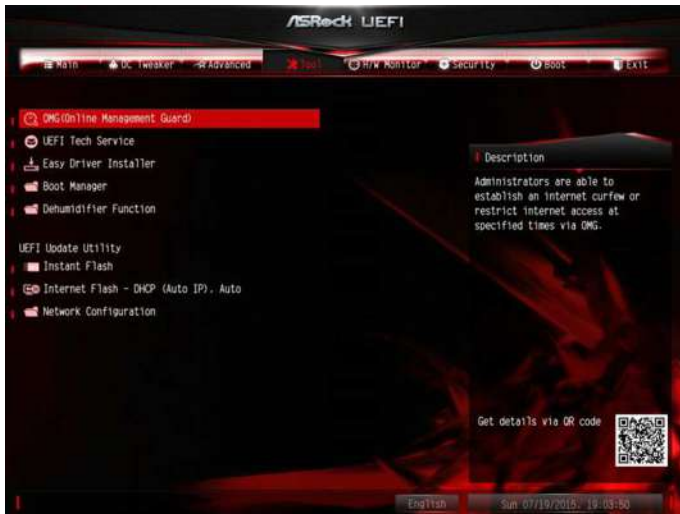 ASRock UEFI
Main OC Tweaker Advanced Tool H/W Monitor Security Boot Exit
OMG(Online Management Guard)
UEFI Tech Service
Easy Driver Installer
Boot Manager
Dehumidifier Function
UEFI Update Utility
Instant Flash
Internet Flash - DHCP (Auto IP), Auto
Network Configuration
Description
Administrators are able to
establish an internet curfew or
restrict internet access at
specified times via OMG.
Get details via QR code
English
Sun 07/19/2015, 19:03:50